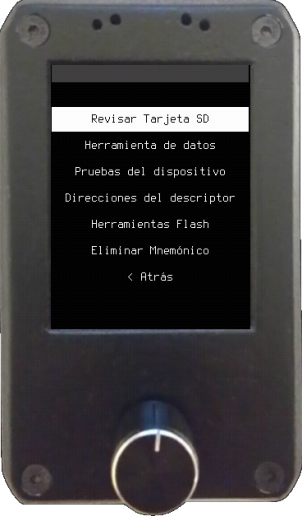 Revisar Tarjeta SD
Herramienta de datos
Pruebas del dispositivo
Direcciones del descriptor
Herramientas Flash
Eliminar Mnemónico
< Atrás